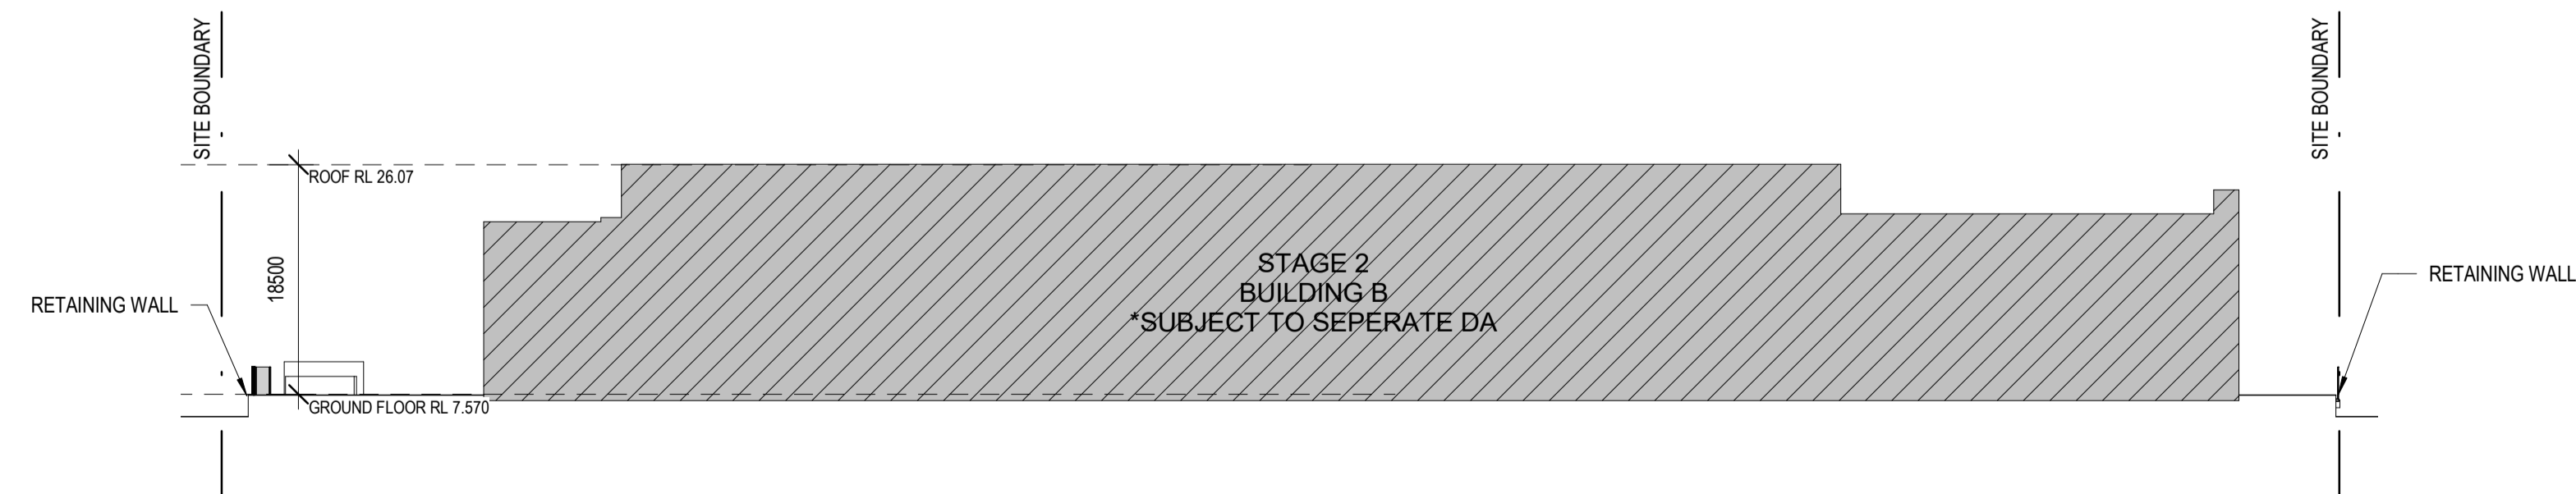 SITE BOUNDARY
SITE BOUNDARY
ROOF RL 26.07
18500
STAGE 2
BUILDING B
*SUBJECT TO SEPERATE DA
RETAINING WALL
RETAINING WALL
GROUND FLOOR RL 7.570